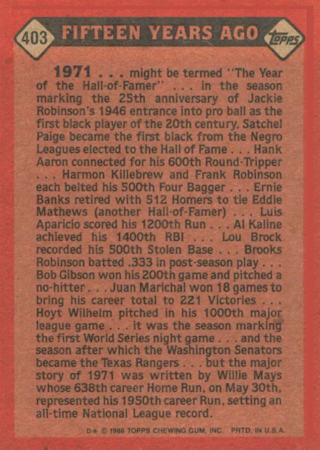 403 FIFTEEN YEARS AGO topps
1971 . . . might be termed "The Year
of the Hall-of-Famer" . . . in the season
marking the 25th anniversary of Jackie
Robinson's 1946 entrance into pro ball as the
first black player of the 20th century, Satchel
Paige became the first black from the Negro
Leagues elected to the Hall of Fame . . . Hank
Aaron connected for his 600th Round-Tripper
. . . Harmon Killebrew and Frank Robinson
each belted his 500th Four Bagger . . . Ernie
Banks retired with 512 Homers to tie Eddie
Mathews (another Hall-of-Famer) . . . Luis
Aparicio scored his 1200th Run . . . Al Kaline
achieved his 1400th RBI . . . Lou Brock
recorded his 500th Stolen Base . . . Brooks
Robinson batted .333 in post-season play . . .
Bob Gibson won his 200th game and pitched a
no-hitter . . . Juan Marichal won 18 games to
bring his career total to 221 Victories . . .
Hoyt Wilhelm pitched in his 1000th major
league game . . . it was the season marking
the first World Series night game . . . and the
season after which the Washington Senators
became the Texas Rangers . . . but the major
story of 1971 was written by Willie Mays
whose 638th career Home Run, on May 30th,
represented his 1950th career Run, setting an
all-time National League record.
D* © 1986 TOPPS CHEWING GUM, INC. PRTD. IN U.S.A.